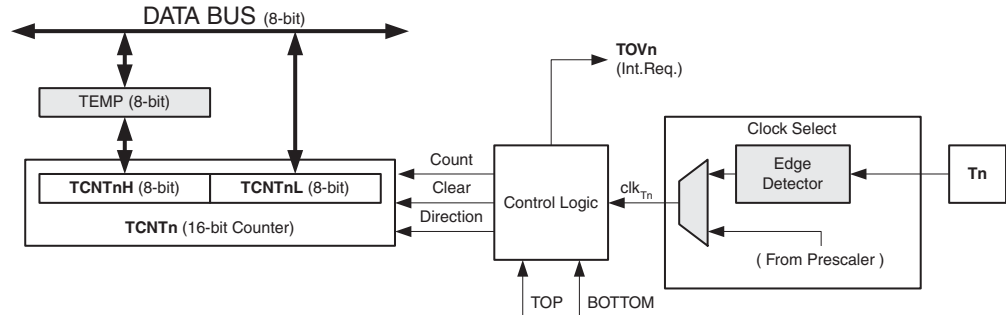 DATA BUS (8-bit)
TOVn
(Int.Req.)
TEMP (8-bit)
Clock Select
Count
Edge
Detector
TCNTnH (8-bit)
TCNTnL (8-bit)
Clear
Control Logic
clkTn
Tn
TCNTn (16-bit Counter)
Direction
( From Prescaler )
TOP
BOTTOM